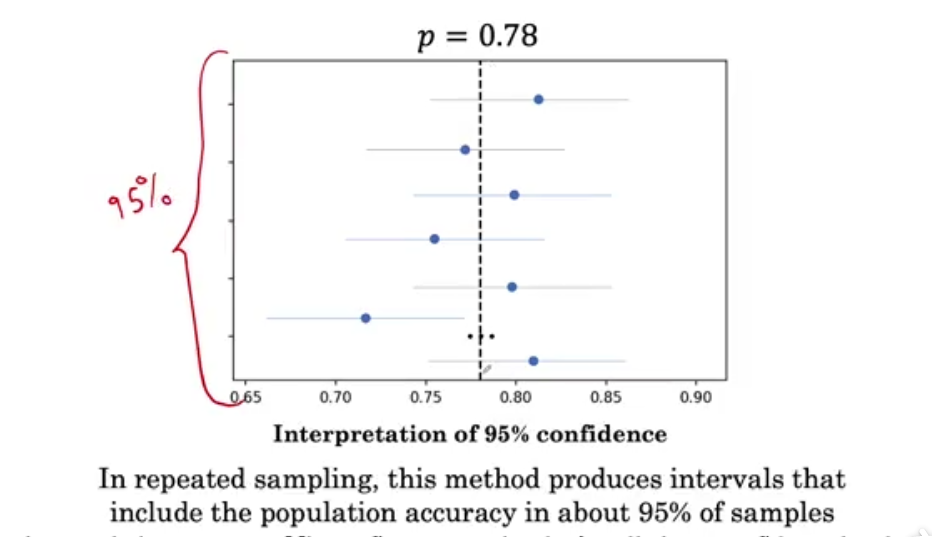 p = 0.78
95%
0.65 0.70 0.75 0.80 0.85 0.90
Interpretation of 95% confidence
In repeated sampling, this method produces intervals that
include the population accuracy in about 95% of samples